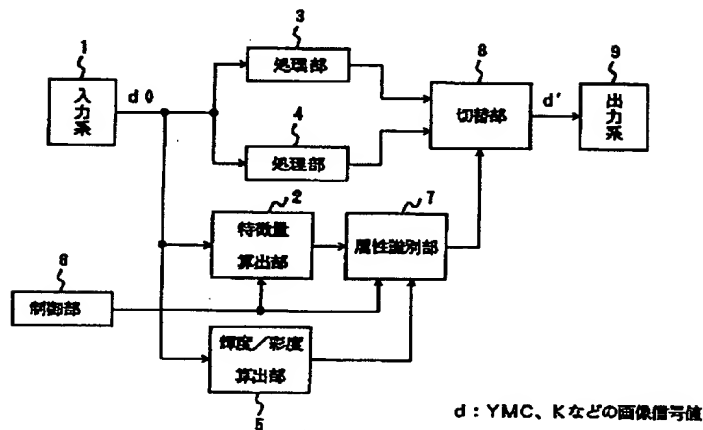 1
入力系
d0
3
処理部
4
処理部
8
切替部
d'
9
出力系
2
特徴量
算出部
7
属性識別部
6
制御部
輝度／彩度
算出部
5
d：YMC、Kなどの画像信号値